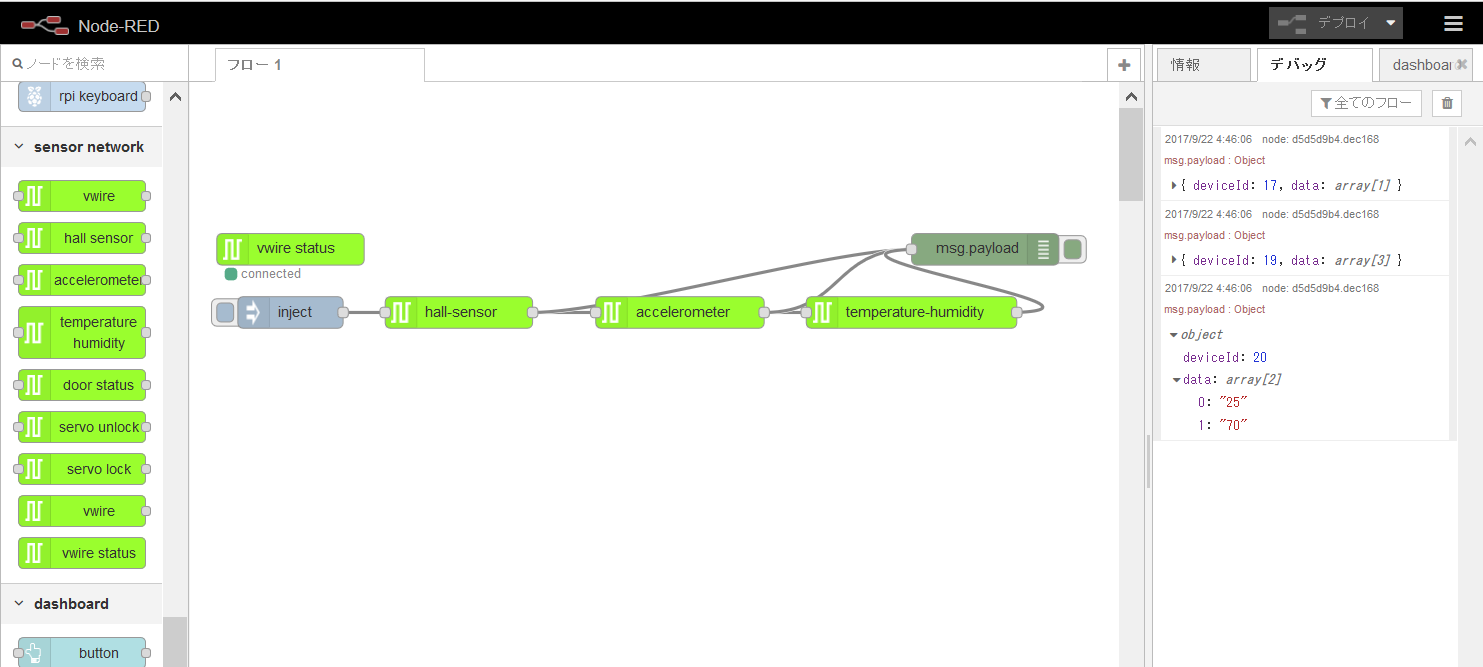 Node-RED
デプロイ
ノードを検索
rpi keyboard
sensor network
vwire
hall sensor
accelerometer
temperature
humidity
door status
servo unlock
servo lock
vwire
vwire status
dashboard
button
フロー 1
vwire status
connected
inject
hall-sensor
accelerometer
temperature-humidity
msg.payload
情報
デバッグ
dashboar
全てのフロー
2017/9/22 4:46:06 node: d5d5d9b4.dec168
msg.payload : Object
{ deviceId: 17, data: array[1] }
2017/9/22 4:46:06 node: d5d5d9b4.dec168
msg.payload : Object
{ deviceId: 19, data: array[3] }
2017/9/22 4:46:06 node: d5d5d9b4.dec168
msg.payload : Object
object
deviceId: 20
data: array[2]
0: "25"
1: "70"